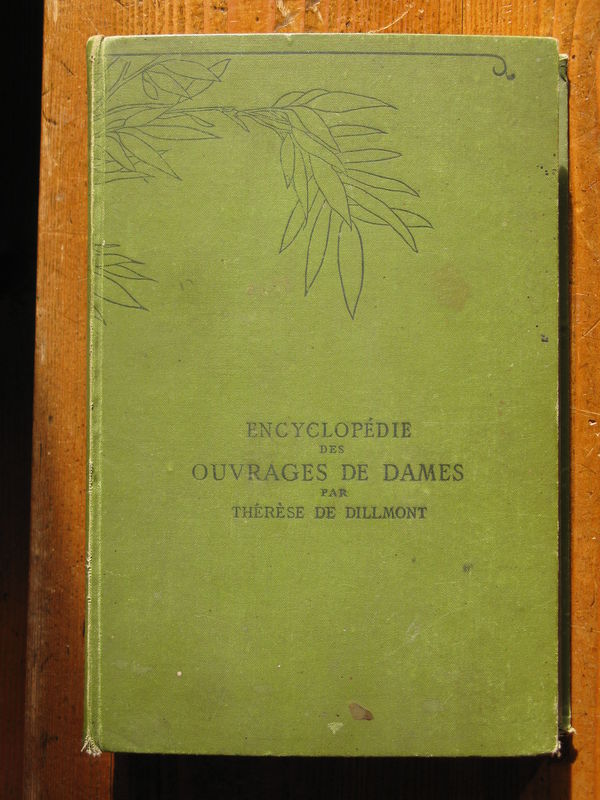 ENCYCLOPÉDIE
DES
OUVRAGES DE DAMES
PAR
THÉRÈSE DE DILLMONT